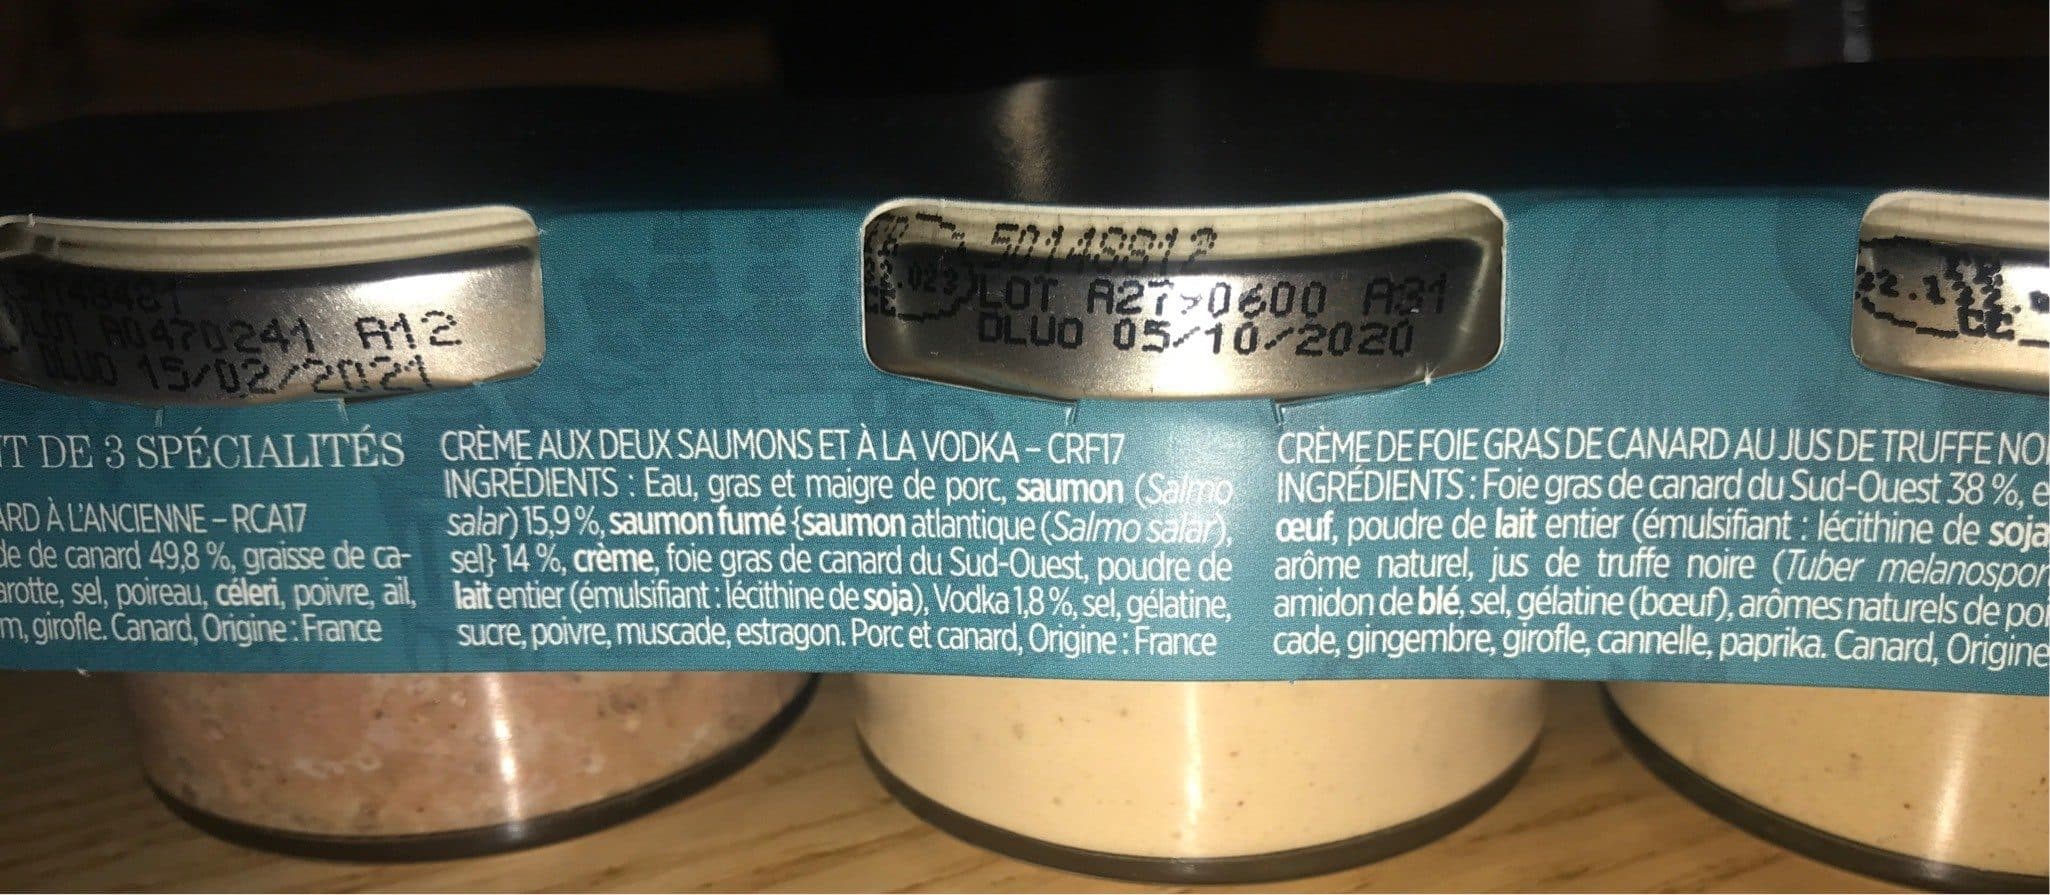 LOT A0470241 A12
DLUO 15/02/2021
50148812
LOT A27 0600 A31
DLUO 05/10/2020
CE
CE
T DE 3 SPÉCIALITÉS
ARD À L'ANCIENNE – RCA17
de de canard 49,8 %, graisse de ca-
arotte, sel, poireau, céleri, poivre, ail,
m, girofle. Canard, Origine : France
CRÈME AUX DEUX SAUMONS ET À LA VODKA – CRF17
INGRÉDIENTS : Eau, gras et maigre de porc, saumon (Salmo
salar) 15,9 %, saumon fumé {saumon atlantique (Salmo salar),
sel} 14 %, crème, foie gras de canard du Sud-Ouest, poudre de
lait entier (émulsifiant : lécithine de soja), Vodka 1,8 %, sel, gélatine,
sucre, poivre, muscade, estragon. Porc et canard, Origine : France
CRÈME DE FOIE GRAS DE CANARD AU JUS DE TRUFFE NOI
INGRÉDIENTS : Foie gras de canard du Sud-Ouest 38 %, e
œuf, poudre de lait entier (émulsifiant : lécithine de soja
arôme naturel, jus de truffe noire (Tuber melanospor
amidon de blé, sel, gélatine (bœuf), arômes naturels de poi
cade, gingembre, girofle, cannelle, paprika. Canard, Origine